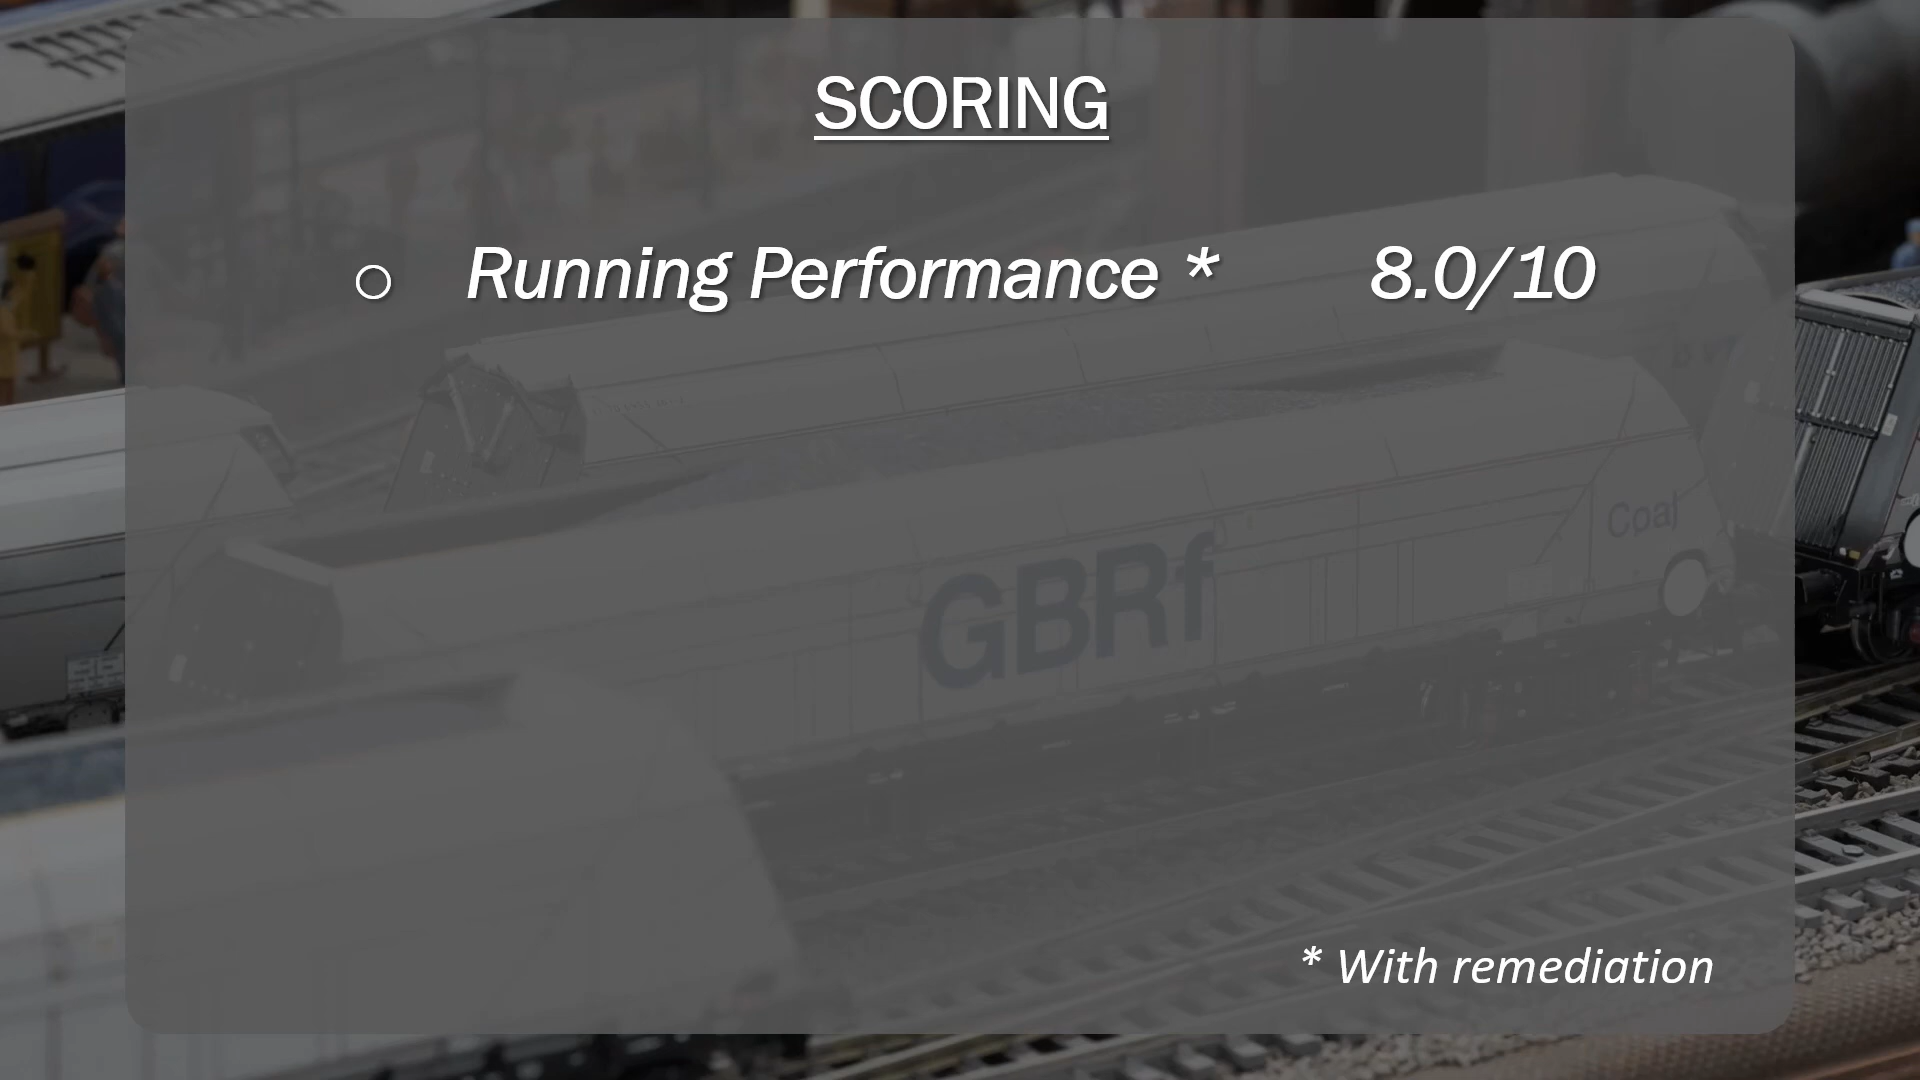 SCORING
○ Running Performance * 8.0/10
GBRf
Coal
* With remediation